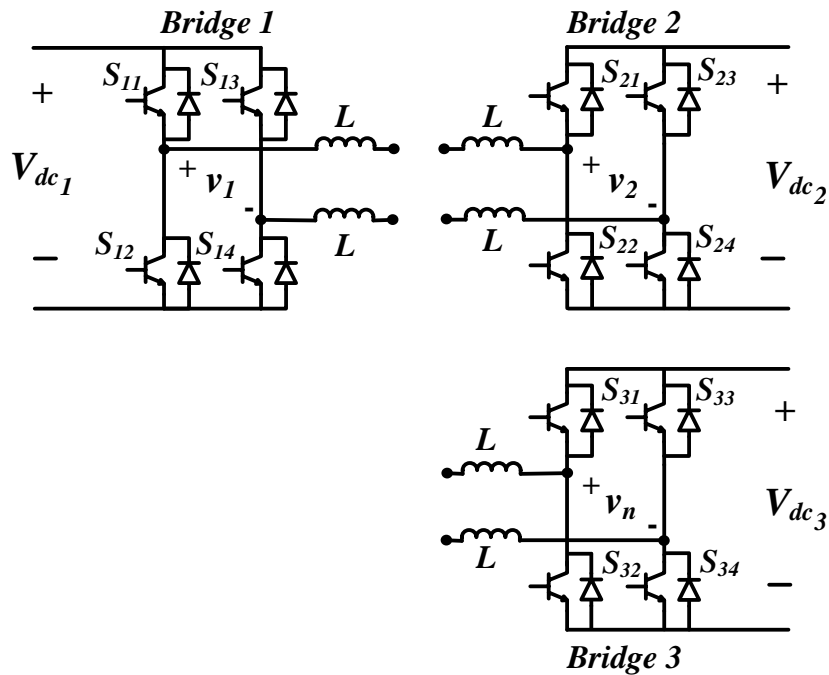 Bridge 1
S11 S13
+
Vdc1
−
L
+ v1 -
L
S12 S14
Bridge 2
S21 S23
+
Vdc2
−
L
+ v2 -
L
S22 S24
S31 S33
+
Vdc3
−
L
+ vn -
L
S32 S34
Bridge 3